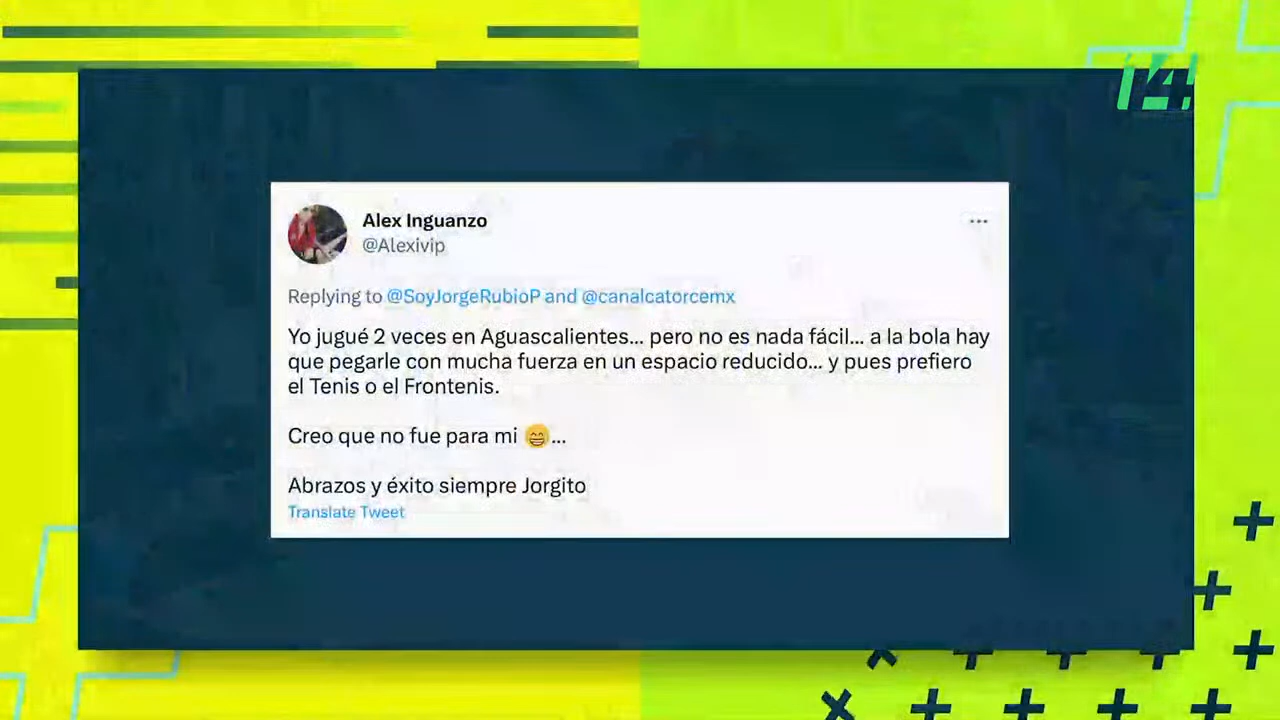 14
Alex Inguanzo
@Alexivip
Replying to @SoyJorgeRubioP and @canalcatorcemx
Yo jugué 2 veces en Aguascalientes... pero no es nada fácil... a la bola hay
que pegarle con mucha fuerza en un espacio reducido... y pues prefiero
el Tenis o el Frontenis.
Creo que no fue para mi 😁...
Abrazos y éxito siempre Jorgito
Translate Tweet